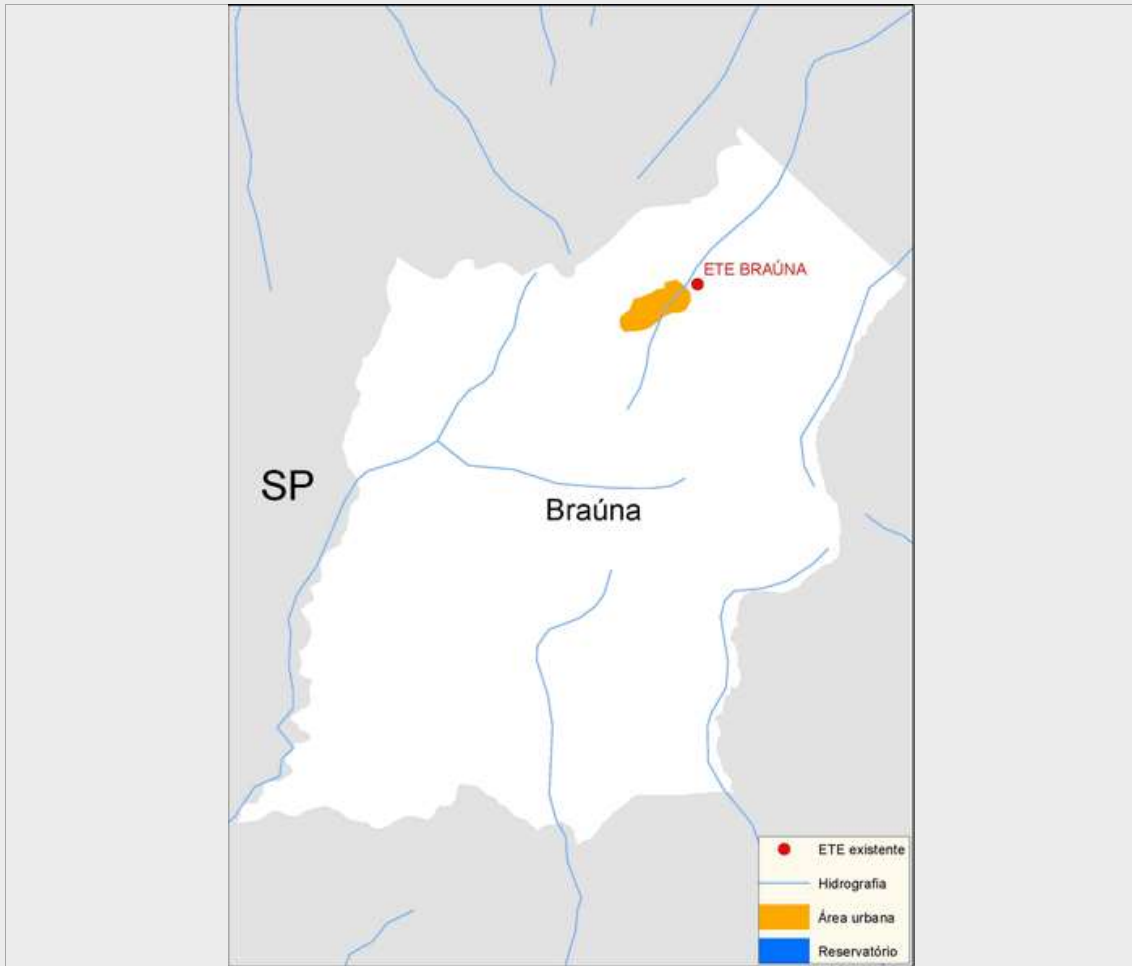 ETE BRAÚNA
SP
Braúna
ETE existente
Hidrografia
Área urbana
Reservatório